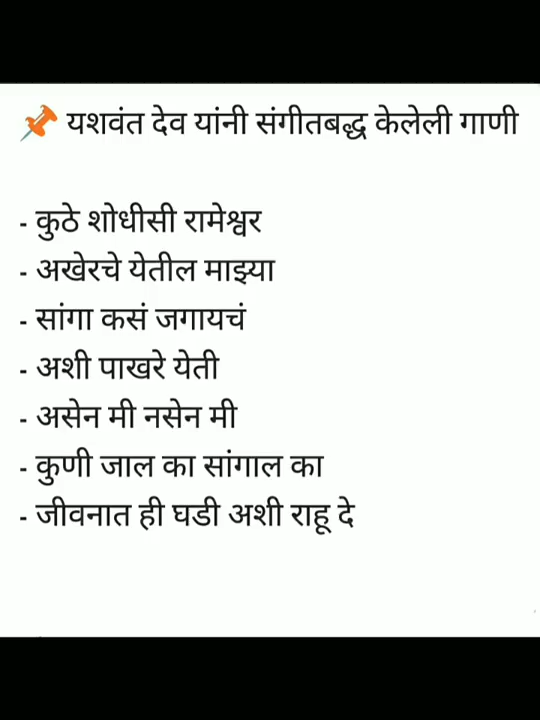 📌 यशवंत देव यांनी संगीतबद्ध केलेली गाणी
- कुठे शोधीसी रामेश्वर
- अखेरचे येतील माझ्या
- सांगा कसं जगायचं
- अशी पाखरे येती
- असेन मी नसेन मी
- कुणी जाल का सांगाल का
- जीवनात ही घडी अशी राहू दे